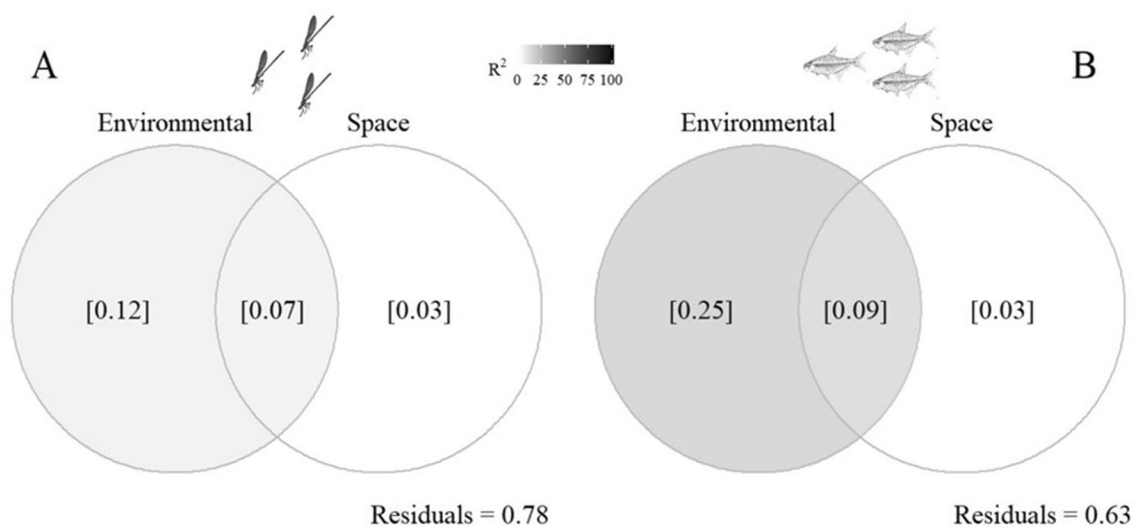 A
R2 0 25 50 75 100
B
Environmental Space
Environmental Space
[0.12] [0.07] [0.03]
[0.25] [0.09] [0.03]
Residuals = 0.78
Residuals = 0.63